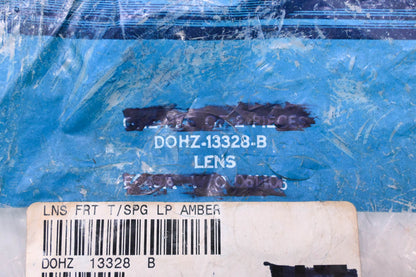 DOHZ-13328-B
LENS
LNS FRT T/SPG LP AMBER
DOHZ 13328 B